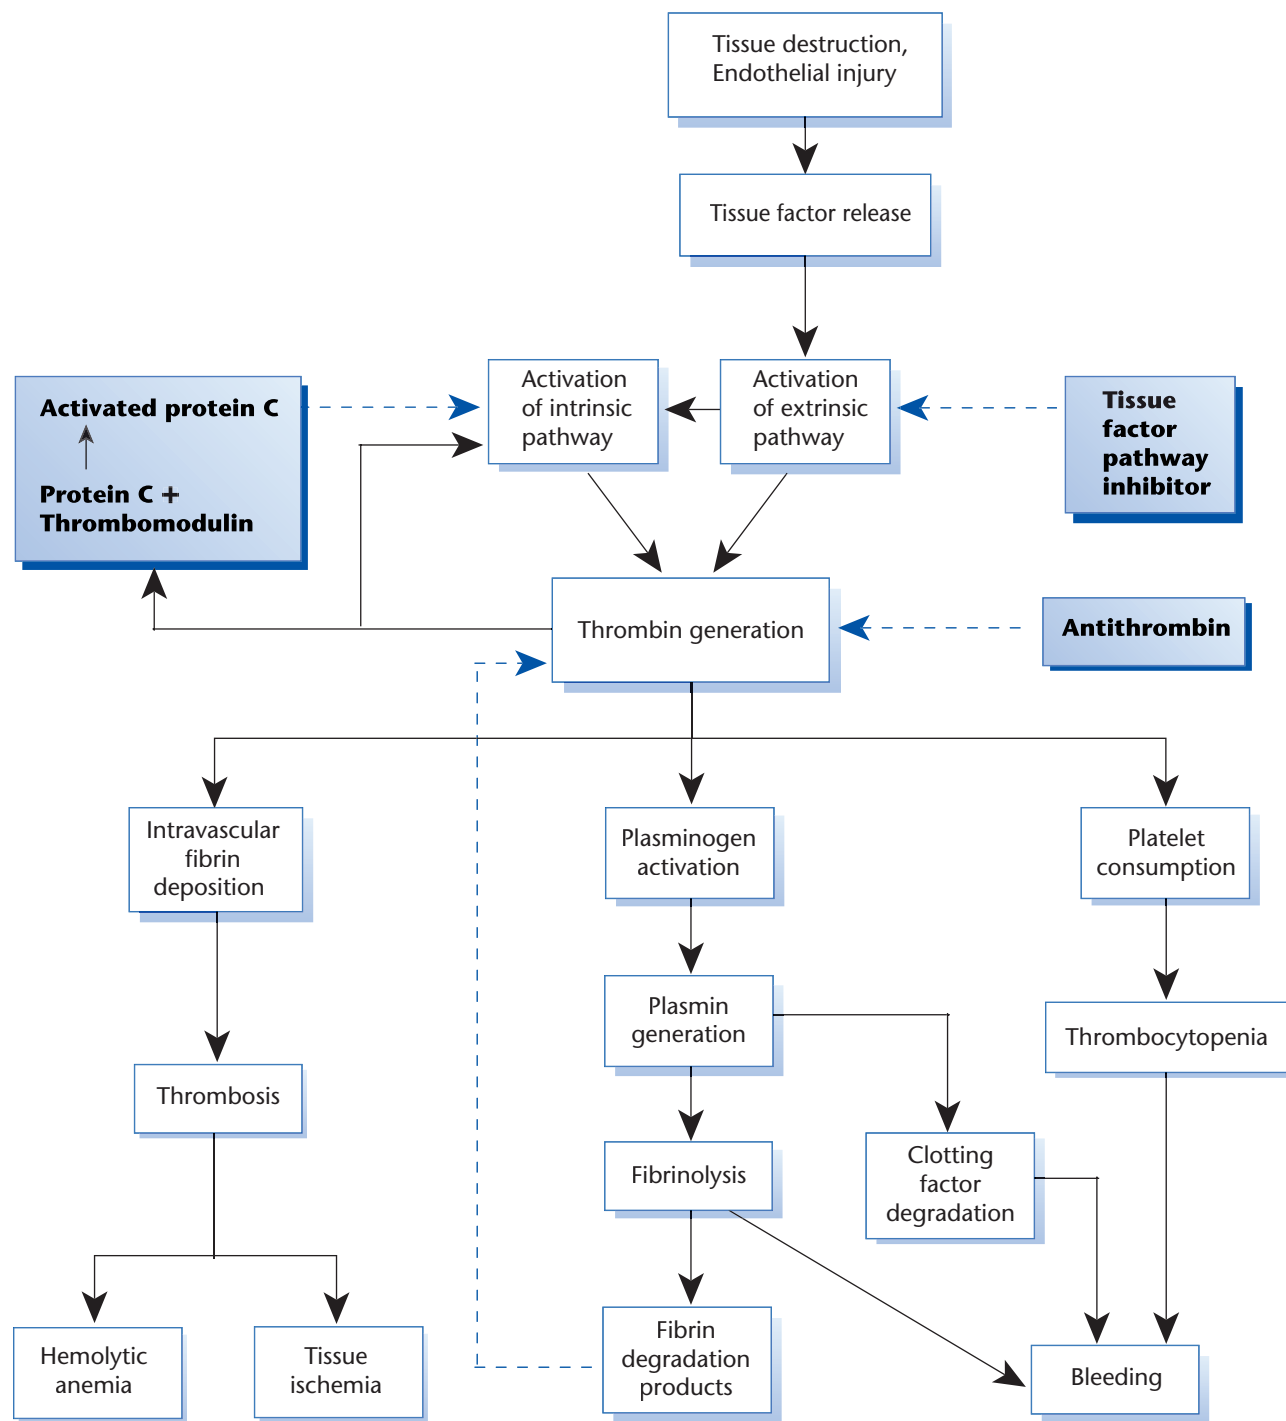 Tissue destruction,
Endothelial injury
Tissue factor release
Activated protein C
Protein C +
Thrombomodulin
Activation
of intrinsic
pathway
Activation
of extrinsic
pathway
Tissue
factor
pathway
inhibitor
Thrombin generation
Antithrombin
Intravascular
fibrin
deposition
Plasminogen
activation
Platelet
consumption
Plasmin
generation
Thrombocytopenia
Thrombosis
Fibrinolysis
Clotting
factor
degradation
Hemolytic
anemia
Tissue
ischemia
Fibrin
degradation
products
Bleeding